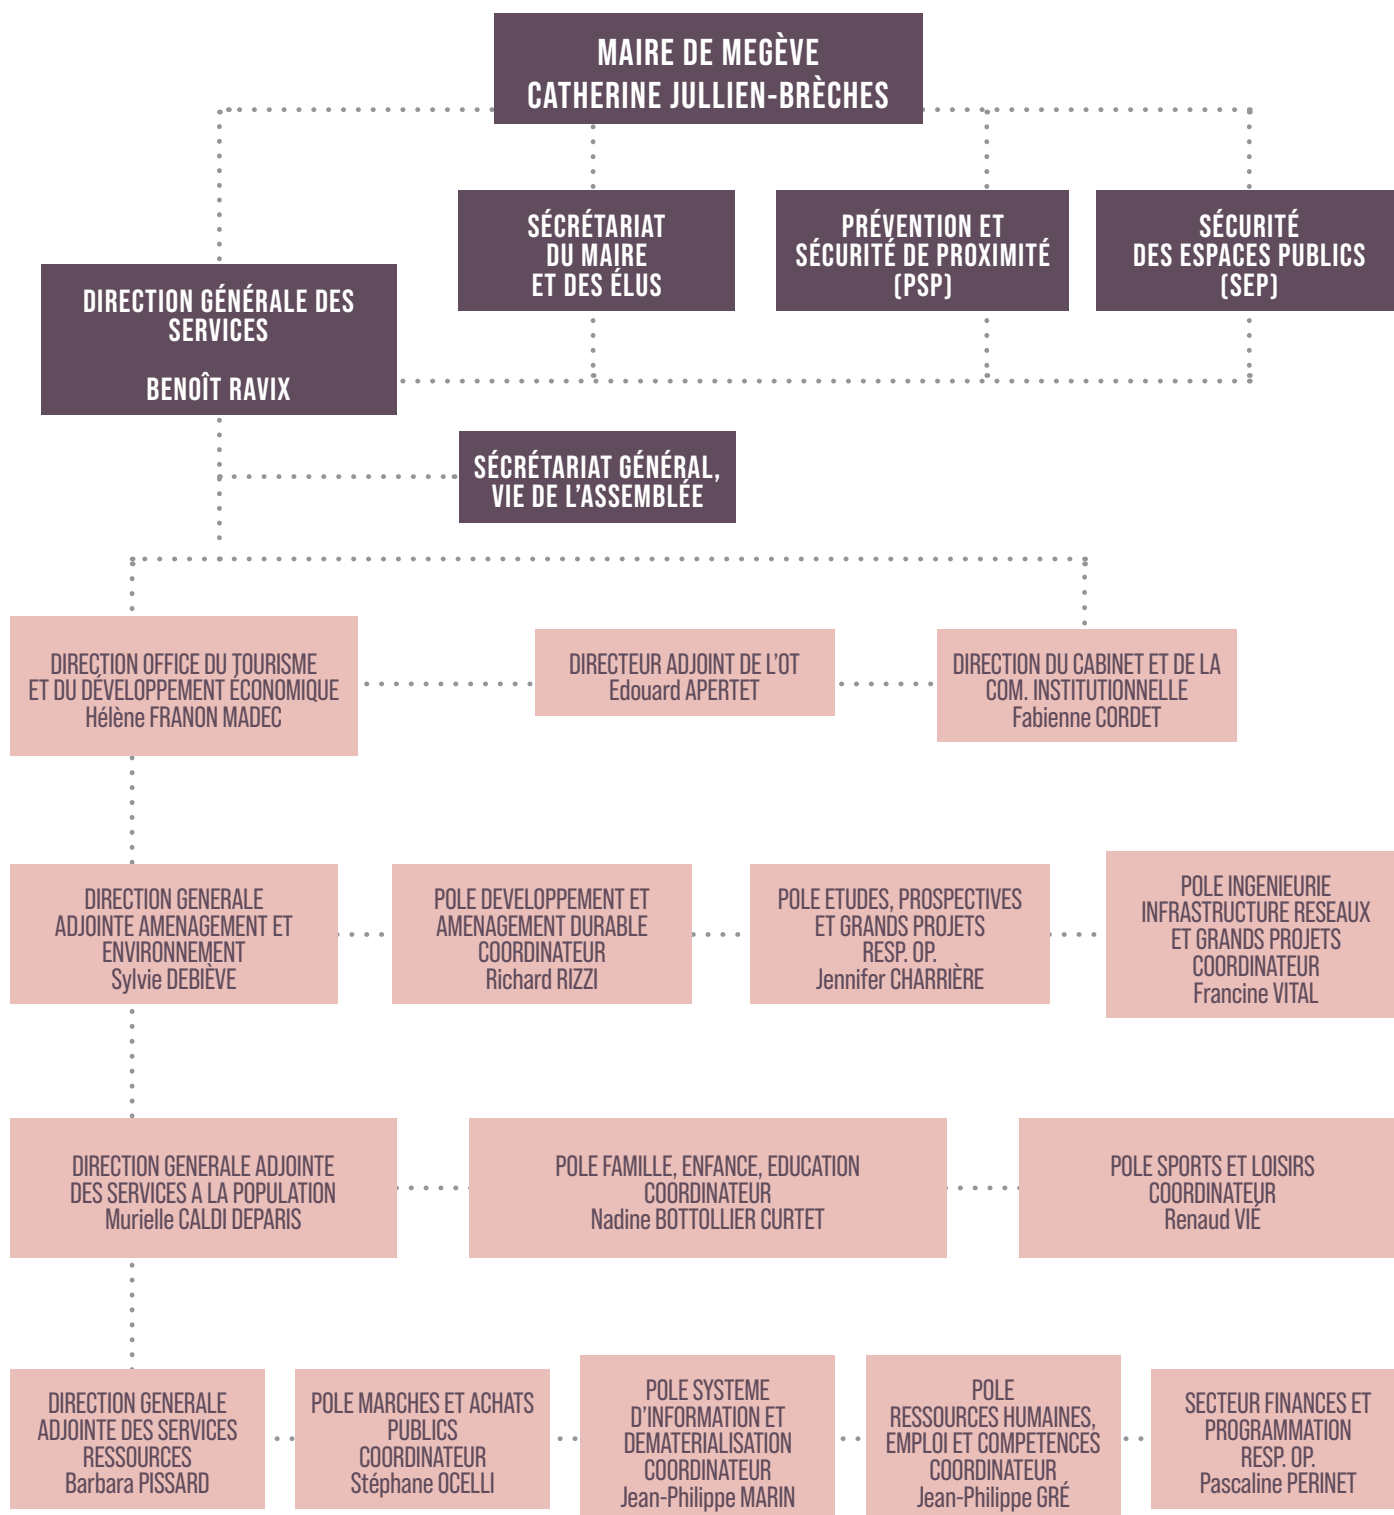 MAIRE DE MEGÈVE
CATHERINE JULLIEN-BRÈCHES
SÉCRÉTARIAT
DU MAIRE
ET DES ÉLUS
PRÉVENTION ET
SÉCURITÉ DE PROXIMITÉ
(PSP)
SÉCURITÉ
DES ESPACES PUBLICS
(SEP)
DIRECTION GÉNÉRALE DES
SERVICES
BENOÎT RAVIX
SÉCRÉTARIAT GÉNÉRAL,
VIE DE L’ASSEMBLÉE
DIRECTION OFFICE DU TOURISME
ET DU DÉVELOPPEMENT ÉCONOMIQUE
Hélène FRANON MADEC
DIRECTEUR ADJOINT DE L’OT
Edouard APERTET
DIRECTION DU CABINET ET DE LA
COM. INSTITUTIONNELLE
Fabienne CORDET
DIRECTION GENERALE
ADJOINTE AMENAGEMENT ET
ENVIRONNEMENT
Sylvie DEBIÈVE
POLE DEVELOPPEMENT ET
AMENAGEMENT DURABLE
COORDINATEUR
Richard RIZZI
POLE ETUDES, PROSPECTIVES
ET GRANDS PROJETS
RESP. OP.
Jennifer CHARRIÈRE
POLE INGENIEURIE
INFRASTRUCTURE RESEAUX
ET GRANDS PROJETS
COORDINATEUR
Francine VITAL
DIRECTION GENERALE ADJOINTE
DES SERVICES A LA POPULATION
Murielle CALDI DEPARIS
POLE FAMILLE, ENFANCE, EDUCATION
COORDINATEUR
Nadine BOTTOLLIER CURTET
POLE SPORTS ET LOISIRS
COORDINATEUR
Renaud VIÉ
DIRECTION GENERALE
ADJOINTE DES SERVICES
RESSOURCES
Barbara PISSARD
POLE MARCHES ET ACHATS
PUBLICS
COORDINATEUR
Stéphane OCELLI
POLE SYSTEME
D’INFORMATION ET
DEMATERIALISATION
COORDINATEUR
Jean-Philippe MARIN
POLE
RESSOURCES HUMAINES,
EMPLOI ET COMPETENCES
COORDINATEUR
Jean-Philippe GRÉ
SECTEUR FINANCES ET
PROGRAMMATION
RESP. OP.
Pascaline PERINET